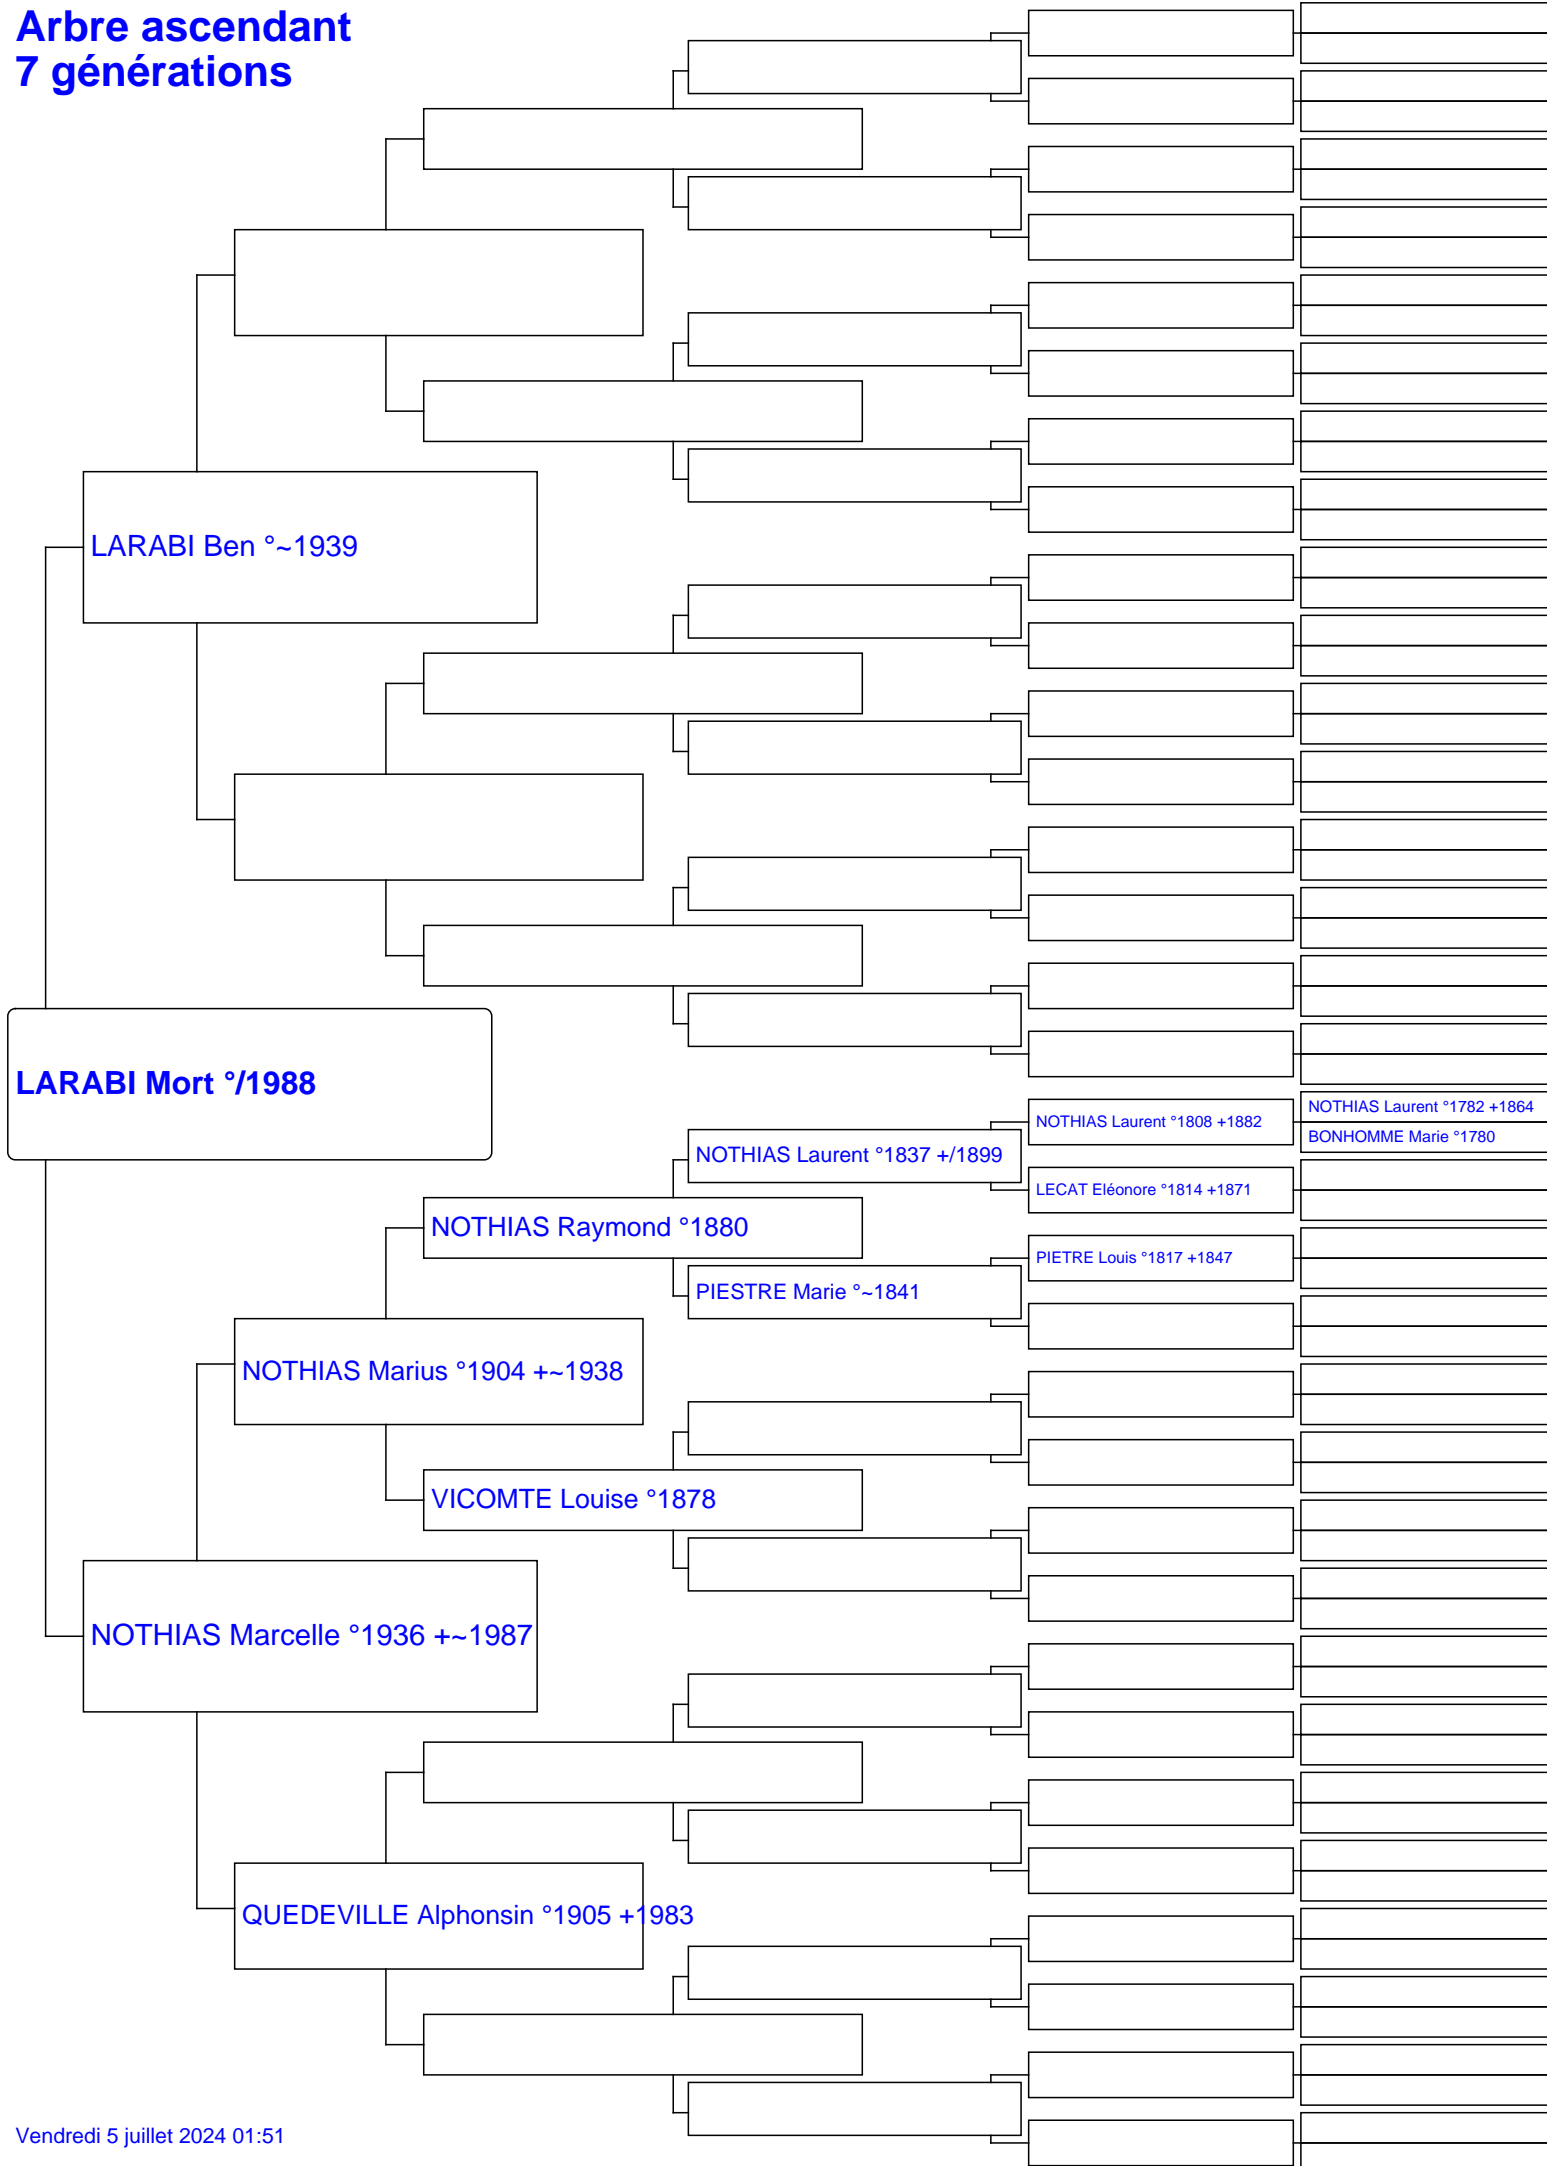 Arbre ascendant
7 générations
LARABI Ben °~1939
LARABI Mort °/1988
NOTHIAS Laurent °1782 +1864
NOTHIAS Laurent °1808 +1882
BONHOMME Marie °1780
NOTHIAS Laurent °1837 +/1899
LECAT Eléonore °1814 +1871
NOTHIAS Raymond °1880
PIETRE Louis °1817 +1847
PIESTRE Marie °~1841
NOTHIAS Marius °1904 +~1938
VICOMTE Louise °1878
NOTHIAS Marcelle °1936 +~1987
QUEDEVILLE Alphonsin °1905 +1983
Vendredi 5 juillet 2024 01:51